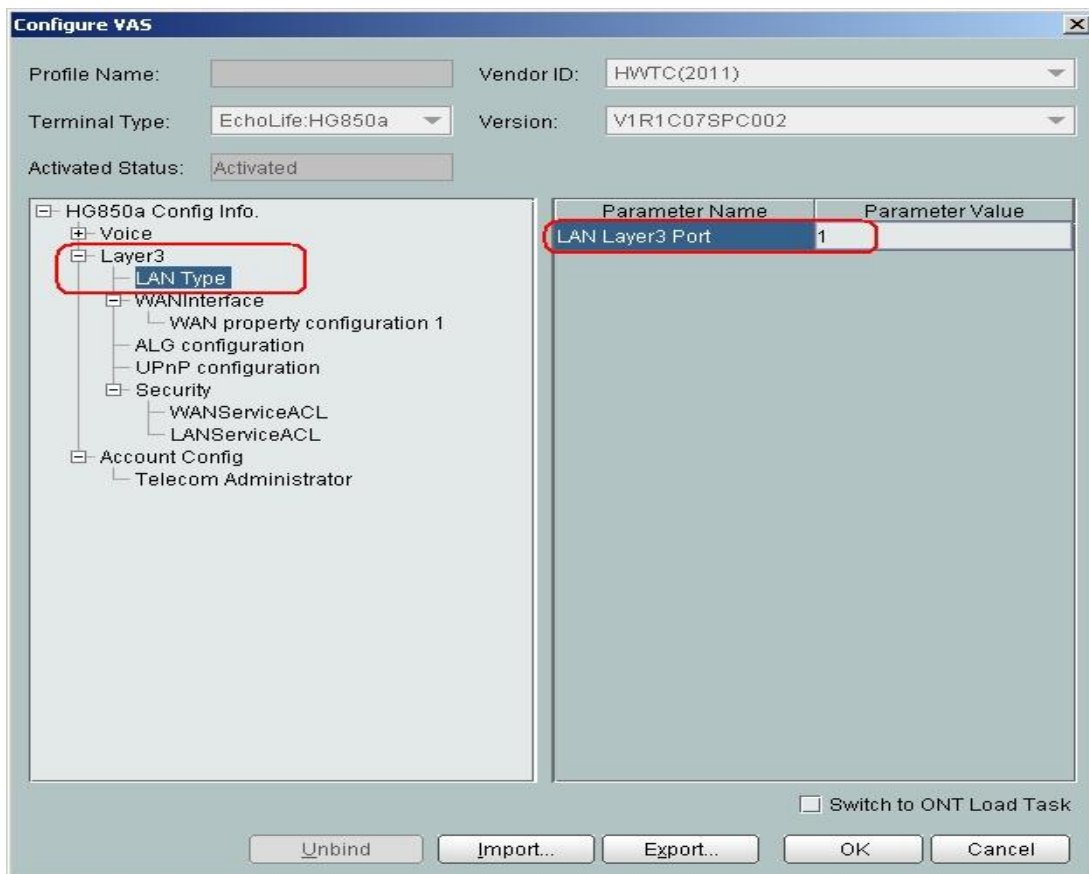 Configure VAS
Profile Name:
Vendor ID: HWTC(2011)
Terminal Type: EchoLife:HG850a
Version: V1R1C07SPC002
Activated Status: Activated
HG850a Config Info.
Voice
Layer3
LAN Type
WANInterface
WAN property configuration 1
ALG configuration
UPnP configuration
Security
WANServiceACL
LANServiceACL
Account Config
Telecom Administrator
Parameter Name Parameter Value
LAN Layer3 Port 1
Switch to ONT Load Task
Unbind Import... Export... OK Cancel